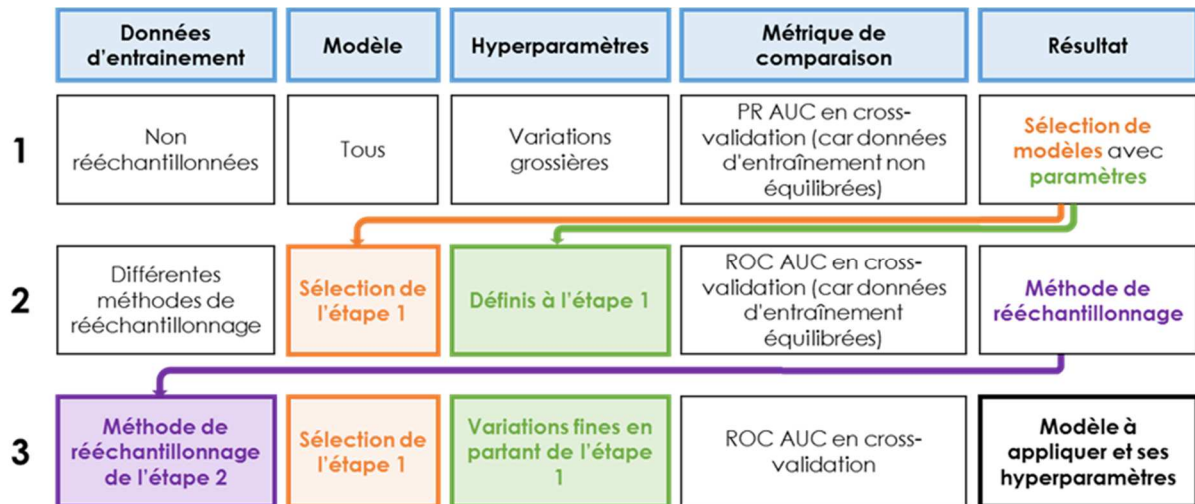 Données
d'entrainement
Modèle
Hyperparamètres
Métrique de
comparaison
Résultat
1
Non
rééchantillonnées
Tous
Variations
grossières
PR AUC en cross-
validation (car données
d'entraînement non
équilibrées)
Sélection de
modèles avec
paramètres
2
Différentes
méthodes de
rééchantillonnage
Sélection de
l'étape 1
Définis à l'étape 1
ROC AUC en cross-
validation (car données
d'entraînement
équilibrées)
Méthode de
rééchantillonnage
3
Méthode de
rééchantillonnage
de l'étape 2
Sélection de
l'étape 1
Variations fines en
partant de l'étape
1
ROC AUC en cross-
validation
Modèle à
appliquer et ses
hyperparamètres